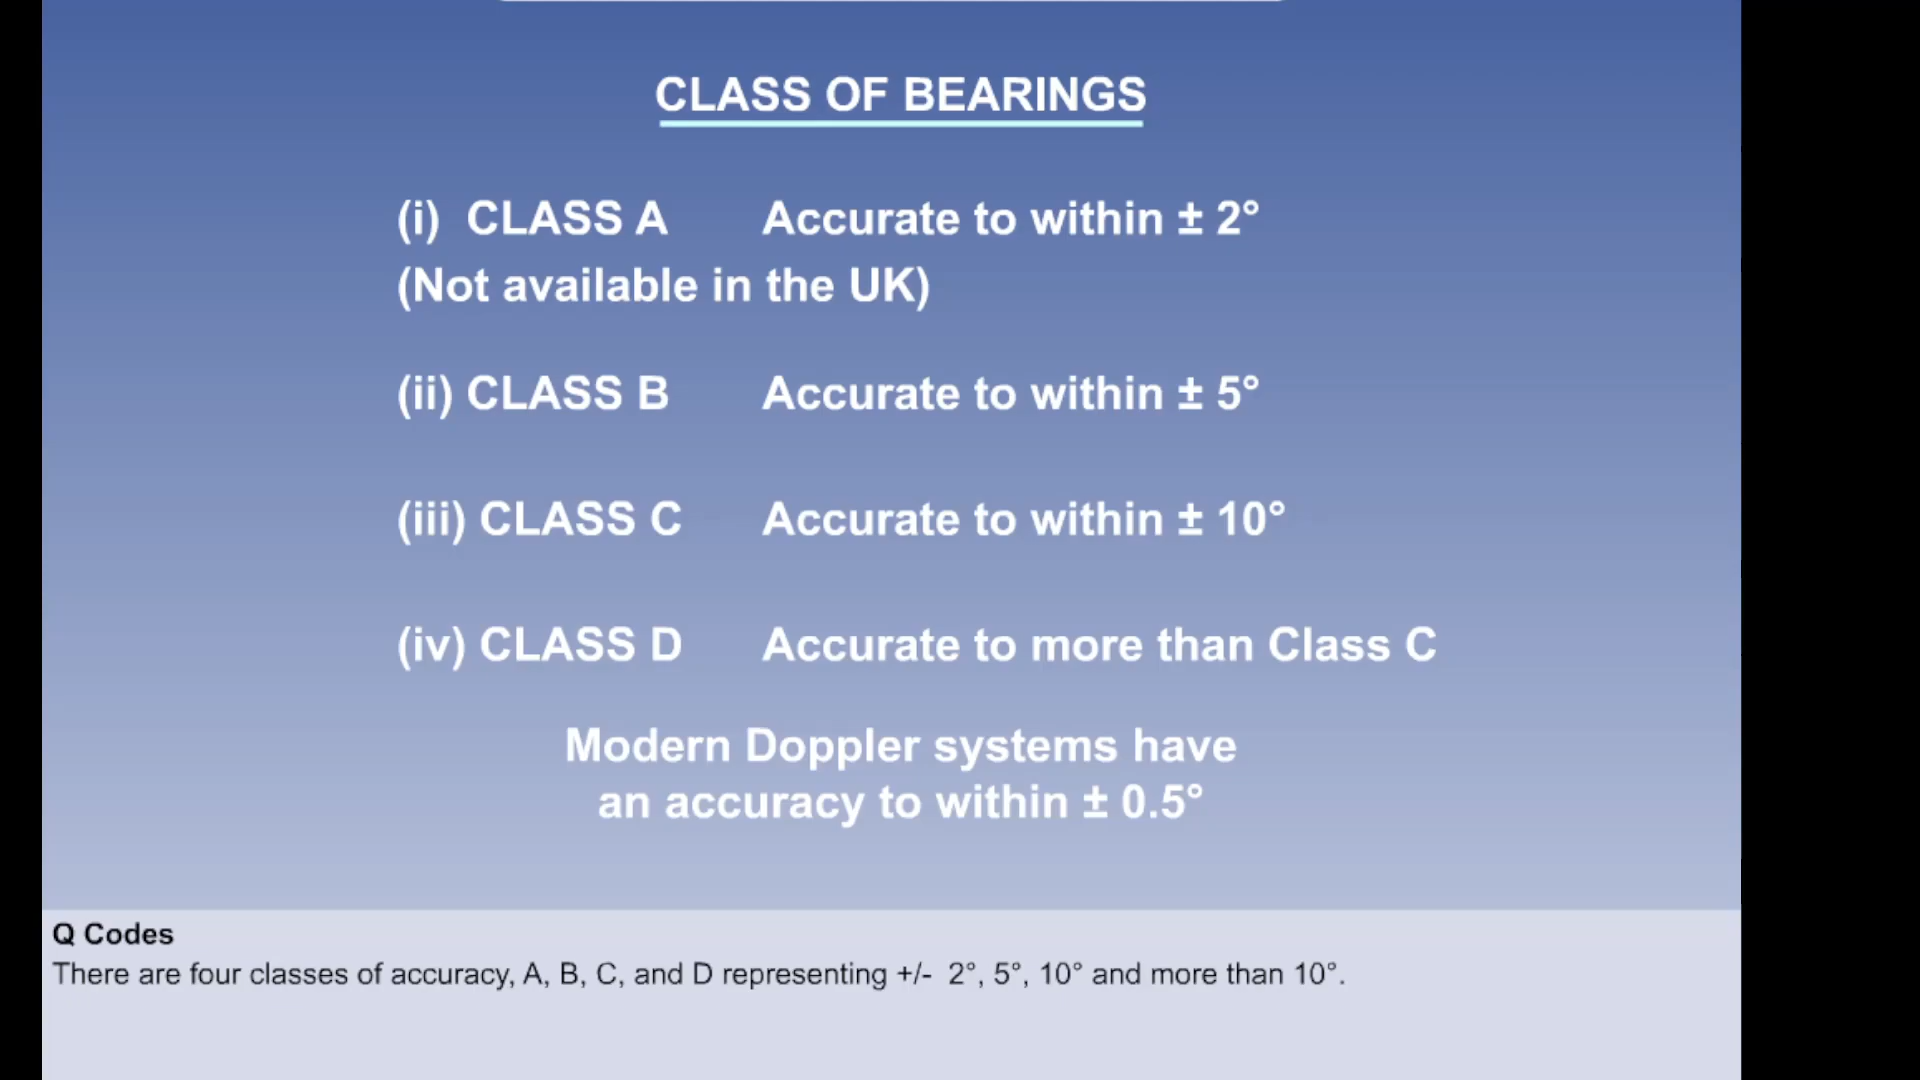 CLASS OF BEARINGS
(i) CLASS A Accurate to within ± 2°
(Not available in the UK)
(ii) CLASS B Accurate to within ± 5°
(iii) CLASS C Accurate to within ± 10°
(iv) CLASS D Accurate to more than Class C
Modern Doppler systems have
an accuracy to within ± 0.5°
Q Codes
There are four classes of accuracy, A, B, C, and D representing +/- 2°, 5°, 10° and more than 10°.